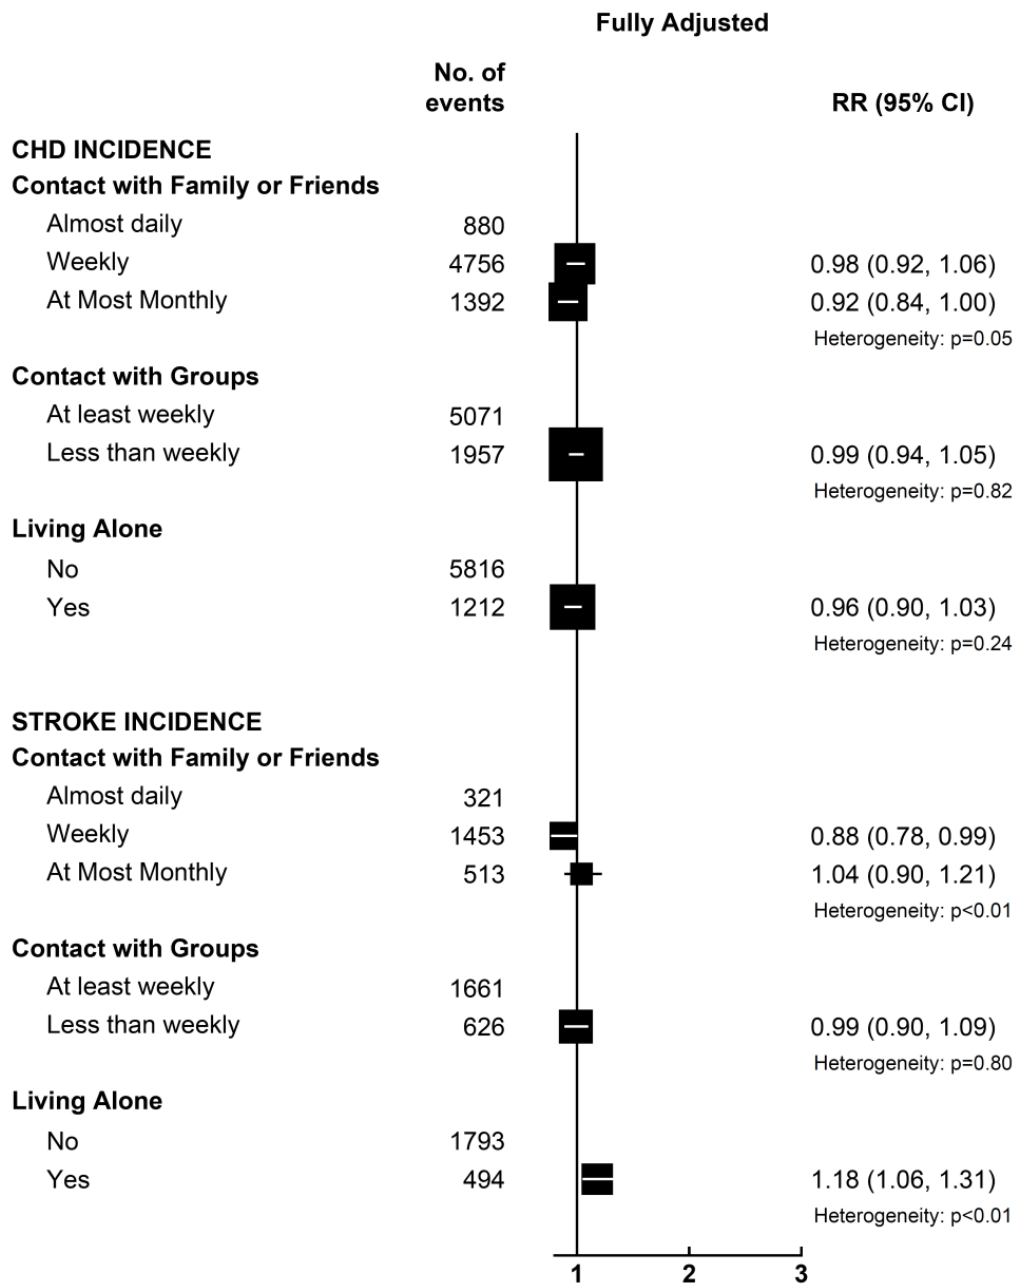 Fully Adjusted
No. of
events RR (95% CI)
CHD INCIDENCE
Contact with Family or Friends
Almost daily 880
Weekly 4756 0.98 (0.92, 1.06)
At Most Monthly 1392 0.92 (0.84, 1.00)
Heterogeneity: p=0.05
Contact with Groups
At least weekly 5071
Less than weekly 1957 0.99 (0.94, 1.05)
Heterogeneity: p=0.82
Living Alone
No 5816
Yes 1212 0.96 (0.90, 1.03)
Heterogeneity: p=0.24
STROKE INCIDENCE
Contact with Family or Friends
Almost daily 321
Weekly 1453 0.88 (0.78, 0.99)
At Most Monthly 513 1.04 (0.90, 1.21)
Heterogeneity: p<0.01
Contact with Groups
At least weekly 1661
Less than weekly 626 0.99 (0.90, 1.09)
Heterogeneity: p=0.80
Living Alone
No 1793
Yes 494 1.18 (1.06, 1.31)
Heterogeneity: p<0.01
1 2 3